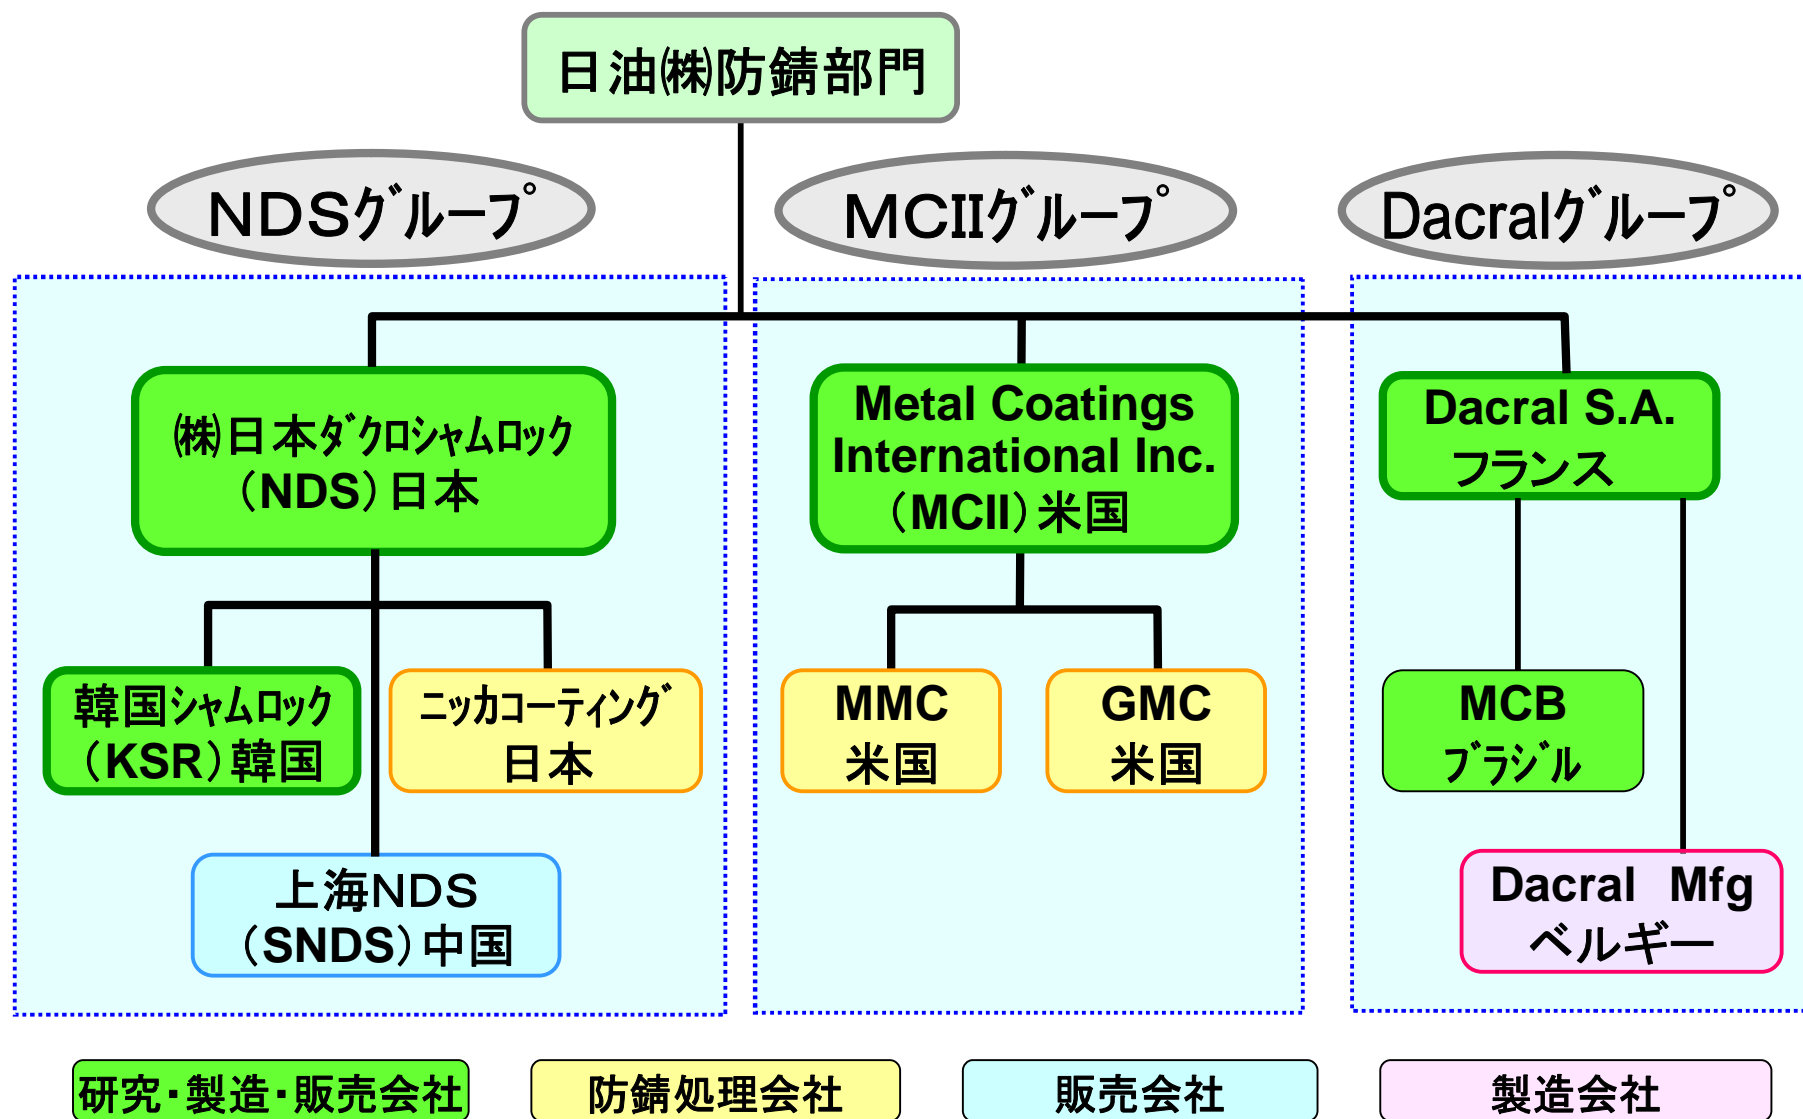 日油㈱防錆部門
NDSグループ
MCIIグループ
Dacralグループ
㈱日本ダクロシャムロック
（NDS）日本
Metal Coatings
International Inc.
（MCII）米国
Dacral S.A.
フランス
韓国シャムロック
（KSR）韓国
ニッカコーティング
日本
MMC
米国
GMC
米国
MCB
ブラジル
上海NDS
（SNDS）中国
Dacral Mfg
ベルギー
研究・製造・販売会社
防錆処理会社
販売会社
製造会社